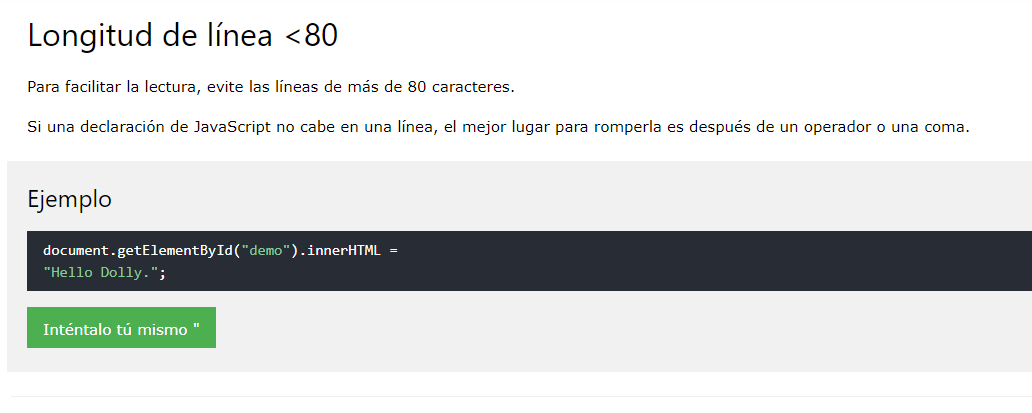 Longitud de línea <80
Para facilitar la lectura, evite las líneas de más de 80 caracteres.
Si una declaración de JavaScript no cabe en una línea, el mejor lugar para romperla es después de un operador o una coma.
Ejemplo
document.getElementById("demo").innerHTML =
"Hello Dolly.";
Inténtalo tú mismo "